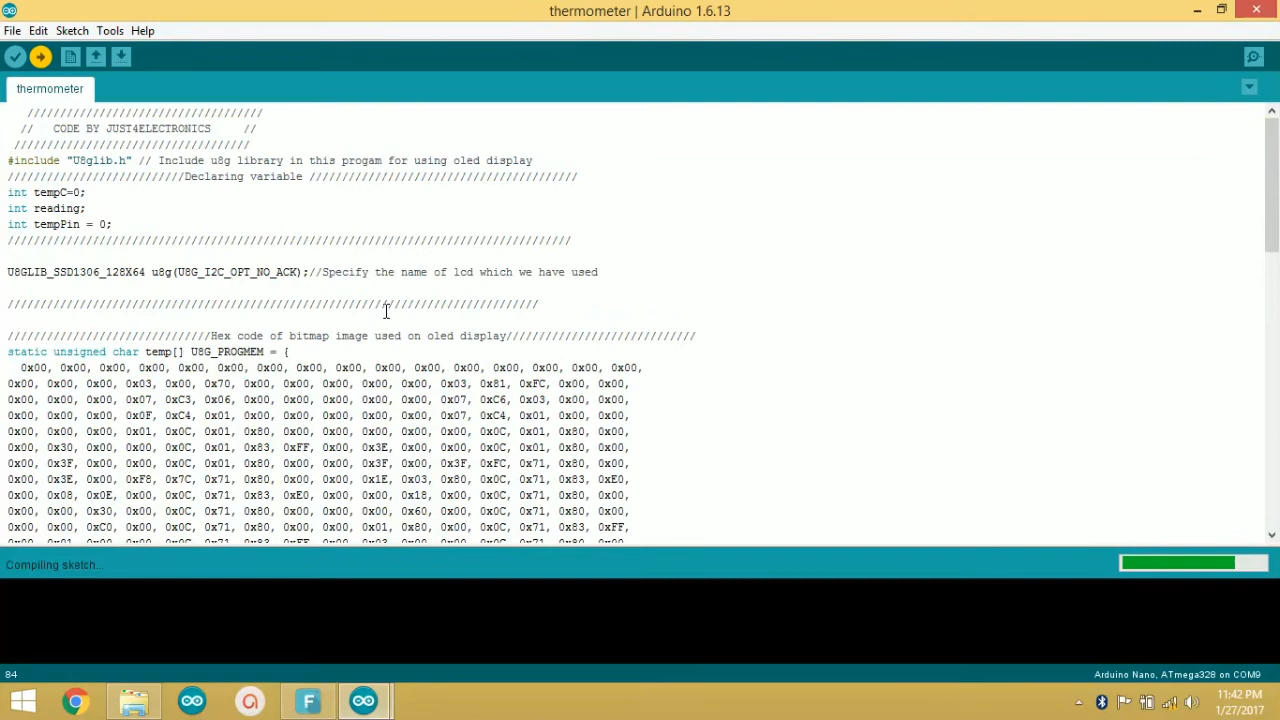 thermometer | Arduino 1.6.13
File Edit Sketch Tools Help
thermometer
///////////////////////////////////////
// CODE BY JUST4ELECTRONICS //
///////////////////////////////////////
#include "U8glib.h" // Include u8g library in this progam for using oled display
///////////////////////////Declaring variable /////////////////////////////////////////
int tempC=0;
int reading;
int tempPin = 0;
//////////////////////////////////////////////////////////////////////////////////////
U8GLIB_SSD1306_128X64 u8g(U8G_I2C_OPT_NO_ACK);//Specify the name of lcd which we have used
/////////////////////////////////////////////////////////////////////////////////
///////////////////////////////Hex code of bitmap image used on oled display/////////////////////////////
static unsigned char temp[] U8G_PROGMEM = {
0x00, 0x00, 0x00, 0x00, 0x00, 0x00, 0x00, 0x00, 0x00, 0x00, 0x00, 0x00, 0x00, 0x00, 0x00, 0x00,
0x00, 0x00, 0x00, 0x03, 0x00, 0x70, 0x00, 0x00, 0x00, 0x00, 0x00, 0x03, 0x81, 0xFC, 0x00, 0x00,
0x00, 0x00, 0x00, 0x07, 0xC3, 0x06, 0x00, 0x00, 0x00, 0x00, 0x00, 0x07, 0xC6, 0x03, 0x00, 0x00,
0x00, 0x00, 0x00, 0x0F, 0xC4, 0x01, 0x00, 0x00, 0x00, 0x00, 0x00, 0x07, 0xC4, 0x01, 0x00, 0x00,
0x00, 0x00, 0x00, 0x01, 0x0C, 0x01, 0x80, 0x00, 0x00, 0x00, 0x00, 0x00, 0x0C, 0x01, 0x80, 0x00,
0x00, 0x30, 0x00, 0x00, 0x0C, 0x01, 0x83, 0xFF, 0x00, 0x3E, 0x00, 0x00, 0x0C, 0x01, 0x80, 0x00,
0x00, 0x3F, 0x00, 0x00, 0x0C, 0x01, 0x80, 0x00, 0x00, 0x3F, 0x00, 0x3F, 0xFC, 0x71, 0x80, 0x00,
0x00, 0x3E, 0x00, 0xF8, 0x7C, 0x71, 0x80, 0x00, 0x00, 0x1E, 0x03, 0x80, 0x0C, 0x71, 0x83, 0xE0,
0x00, 0x08, 0x0E, 0x00, 0x0C, 0x71, 0x83, 0xE0, 0x00, 0x00, 0x18, 0x00, 0x0C, 0x71, 0x80, 0x00,
0x00, 0x00, 0x30, 0x00, 0x0C, 0x71, 0x80, 0x00, 0x00, 0x00, 0x60, 0x00, 0x0C, 0x71, 0x80, 0x00,
0x00, 0x00, 0xC0, 0x00, 0x0C, 0x71, 0x80, 0x00, 0x00, 0x01, 0x80, 0x00, 0x0C, 0x71, 0x83, 0xFF,
Compiling sketch...
84
Arduino Nano, ATmega328 on COM9
11:42 PM
1/27/2017